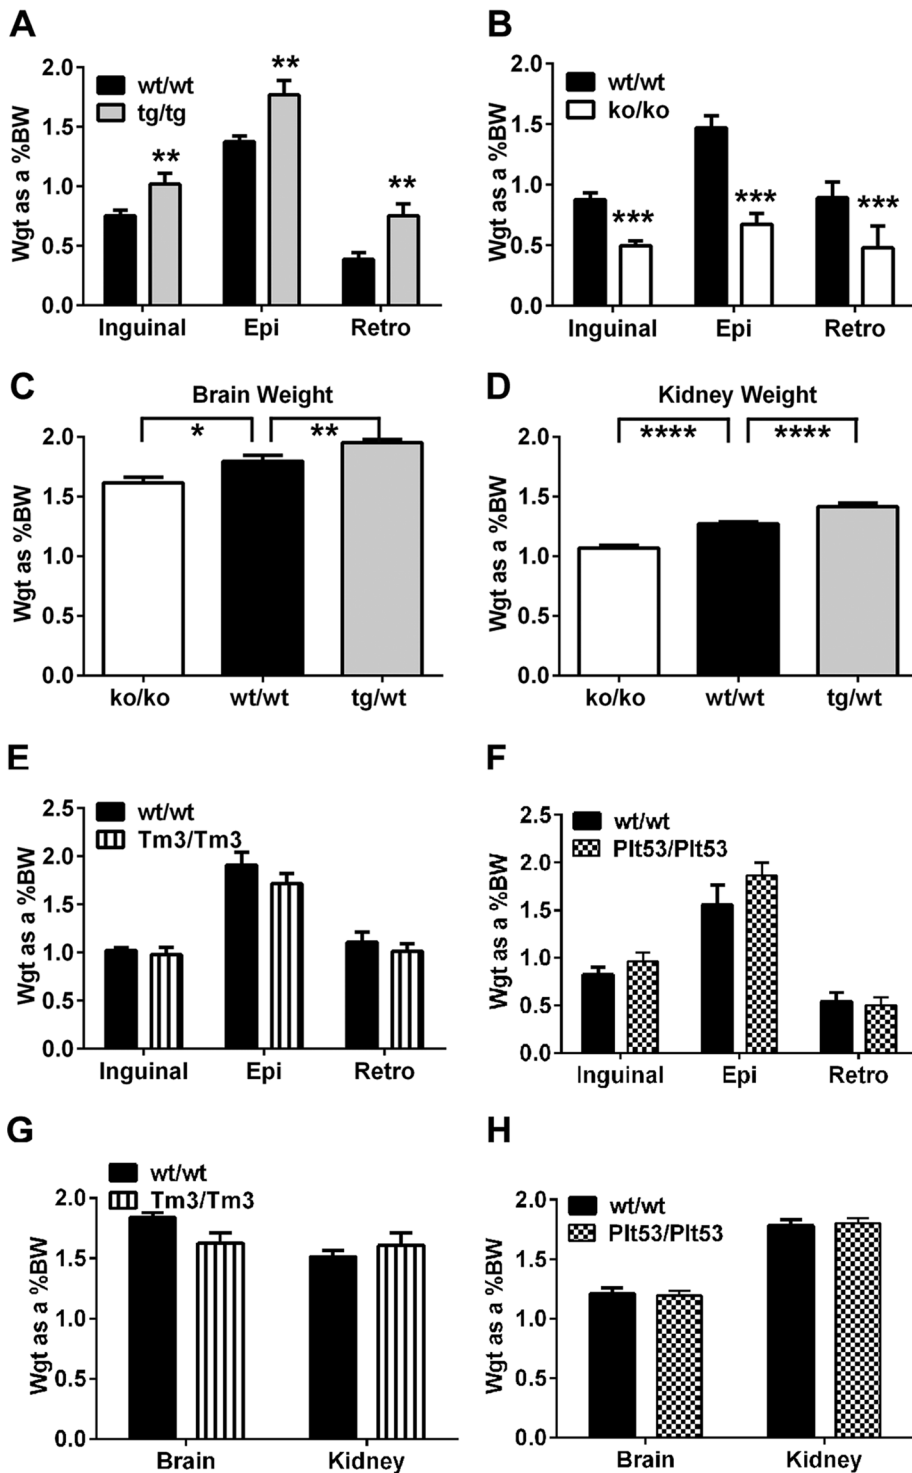 A
Wgt as a %BW
2.0
1.5
1.0
0.5
0.0
wt/wt
tg/tg
**
**
**
Inguinal Epi Retro
B
Wgt as a %BW
2.0
1.5
1.0
0.5
0.0
wt/wt
ko/ko
***
***
***
Inguinal Epi Retro
C
Brain Weight
Wgt as %BW
2.0
1.5
1.0
0.5
0.0
*
**
ko/ko wt/wt tg/wt
D
Kidney Weight
Wgt as a %BW
2.0
1.5
1.0
0.5
0.0
****
****
ko/ko wt/wt tg/wt
E
Wgt as a %BW
2.5
2.0
1.5
1.0
0.5
0.0
wt/wt
Tm3/Tm3
Inguinal Epi Retro
F
Wgt as a %BW
2.5
2.0
1.5
1.0
0.5
0.0
wt/wt
Plt53/Plt53
Inguinal Epi Retro
G
Wgt as a %BW
2.0
1.5
1.0
0.5
0.0
wt/wt
Tm3/Tm3
Brain Kidney
H
Wgt as a %BW
2.0
1.5
1.0
0.5
0.0
wt/wt
Plt53/Plt53
Brain Kidney